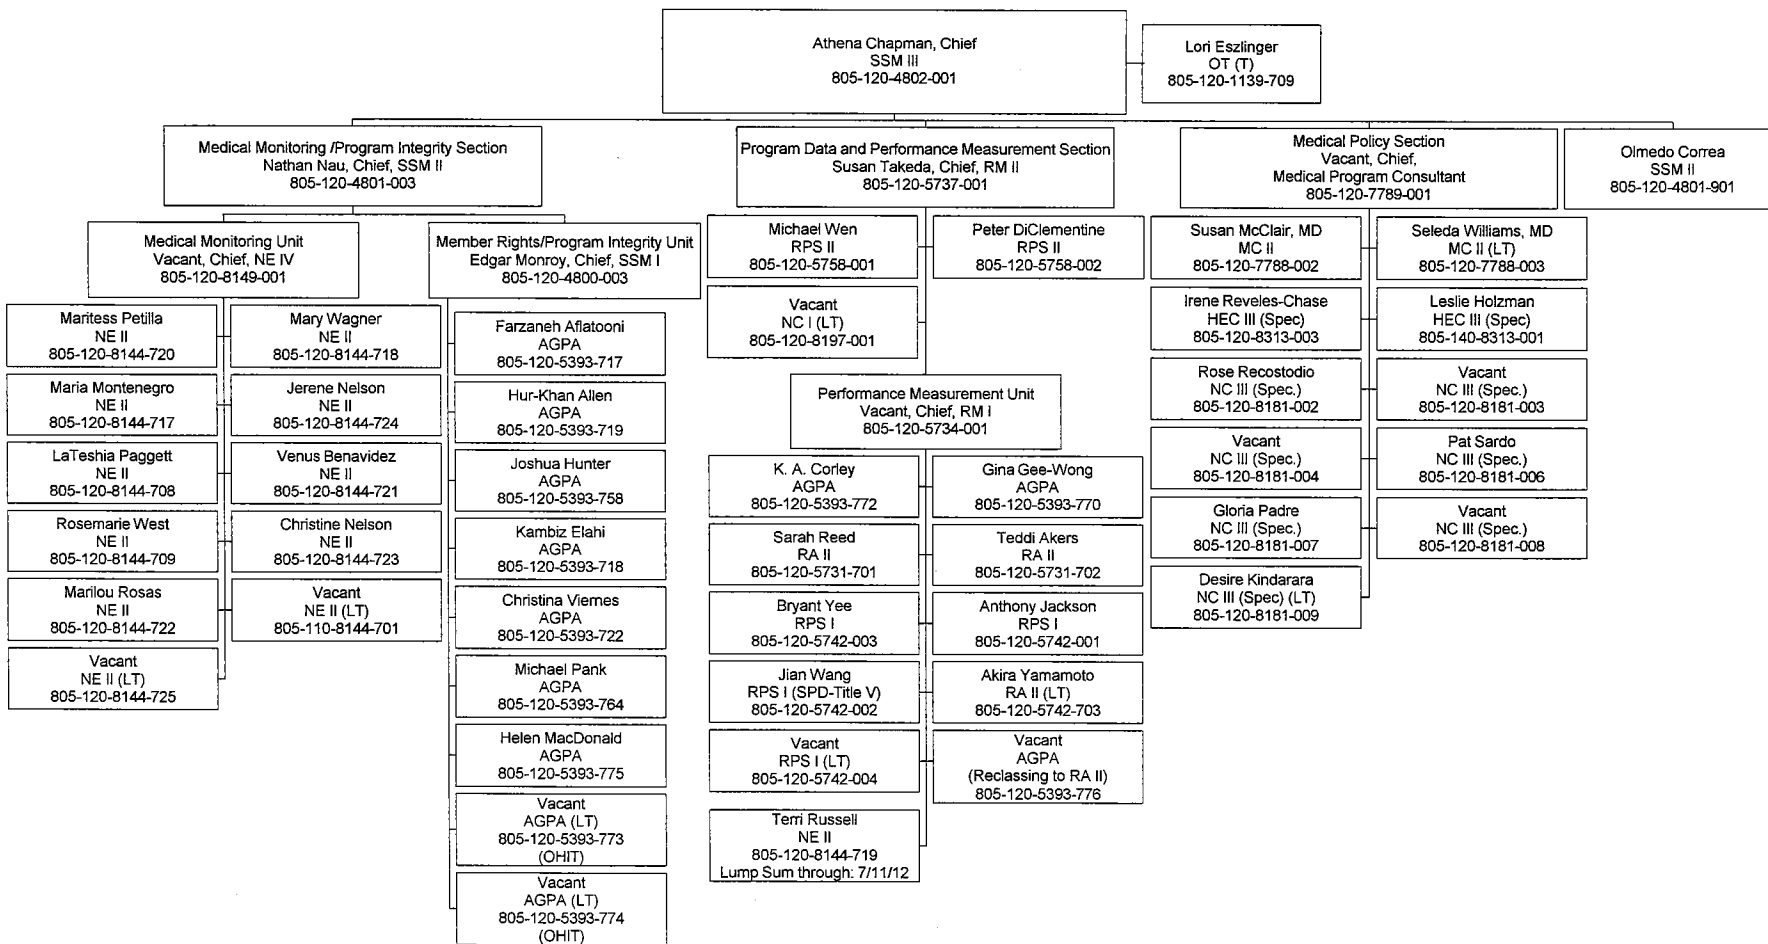 Athena Chapman, Chief
SSM III
805-120-4802-001
Lori Eszlinger
OT (T)
805-120-1139-709
Medical Monitoring /Program Integrity Section
Nathan Nau, Chief, SSM II
805-120-4801-003
Program Data and Performance Measurement Section
Susan Takeda, Chief, RM II
805-120-5737-001
Medical Policy Section
Vacant, Chief,
Medical Program Consultant
805-120-7789-001
Olmedo Correa
SSM II
805-120-4801-901
Medical Monitoring Unit
Vacant, Chief, NE IV
805-120-8149-001
Member Rights/Program Integrity Unit
Edgar Monroy, Chief, SSM I
805-120-4800-003
Maritess Petilla
NE II
805-120-8144-720
Mary Wagner
NE II
805-120-8144-718
Maria Montenegro
NE II
805-120-8144-717
Jerene Nelson
NE II
805-120-8144-724
LaTeshia Paggett
NE II
805-120-8144-708
Venus Benavidez
NE II
805-120-8144-721
Rosemarie West
NE II
805-120-8144-709
Christine Nelson
NE II
805-120-8144-723
Marilou Rosas
NE II
805-120-8144-722
Vacant
NE II (LT)
805-110-8144-701
Vacant
NE II (LT)
805-120-8144-725
Farzaneh Aflatooni
AGPA
805-120-5393-717
Hur-Khan Allen
AGPA
805-120-5393-719
Joshua Hunter
AGPA
805-120-5393-758
Kambiz Elahi
AGPA
805-120-5393-718
Christina Viernes
AGPA
805-120-5393-722
Michael Pank
AGPA
805-120-5393-764
Helen MacDonald
AGPA
805-120-5393-775
Vacant
AGPA (LT)
805-120-5393-773
(OHIT)
Vacant
AGPA (LT)
805-120-5393-774
(OHIT)
Michael Wen
RPS II
805-120-5758-001
Peter DiClementine
RPS II
805-120-5758-002
Vacant
NC I (LT)
805-120-8197-001
Performance Measurement Unit
Vacant, Chief, RM I
805-120-5734-001
K. A. Corley
AGPA
805-120-5393-772
Gina Gee-Wong
AGPA
805-120-5393-770
Sarah Reed
RA II
805-120-5731-701
Teddi Akers
RA II
805-120-5731-702
Bryant Yee
RPS I
805-120-5742-003
Anthony Jackson
RPS I
805-120-5742-001
Jian Wang
RPS I (SPD-Title V)
805-120-5742-002
Akira Yamamoto
RA II (LT)
805-120-5742-703
Vacant
RPS I (LT)
805-120-5742-004
Vacant
AGPA
(Reclassing to RA II)
805-120-5393-776
Terri Russell
NE II
805-120-8144-719
Lump Sum through: 7/11/12
Susan McClair, MD
MC II
805-120-7788-002
Seleda Williams, MD
MC II (LT)
805-120-7788-003
Irene Reveles-Chase
HEC III (Spec)
805-120-8313-003
Leslie Holzman
HEC III (Spec)
805-140-8313-001
Rose Recostodio
NC III (Spec.)
805-120-8181-002
Vacant
NC III (Spec.)
805-120-8181-003
Vacant
NC III (Spec.)
805-120-8181-004
Pat Sardo
NC III (Spec.)
805-120-8181-006
Gloria Padre
NC III (Spec.)
805-120-8181-007
Vacant
NC III (Spec.)
805-120-8181-008
Desire Kindarara
NC III (Spec) (LT)
805-120-8181-009